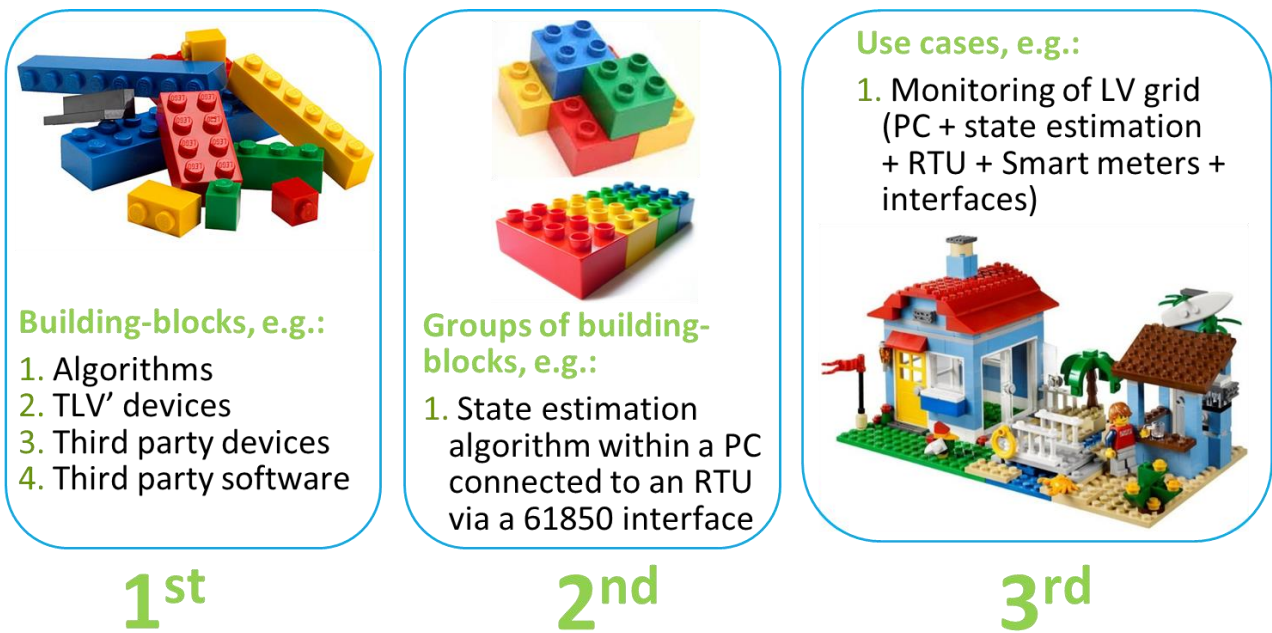 Building-blocks, e.g.:
1. Algorithms
2. TLV’ devices
3. Third party devices
4. Third party software
1st
Groups of building-
blocks, e.g.:
1. State estimation
algorithm within a PC
connected to an RTU
via a 61850 interface
2nd
Use cases, e.g.:
1. Monitoring of LV grid
(PC + state estimation
+ RTU + Smart meters +
interfaces)
3rd